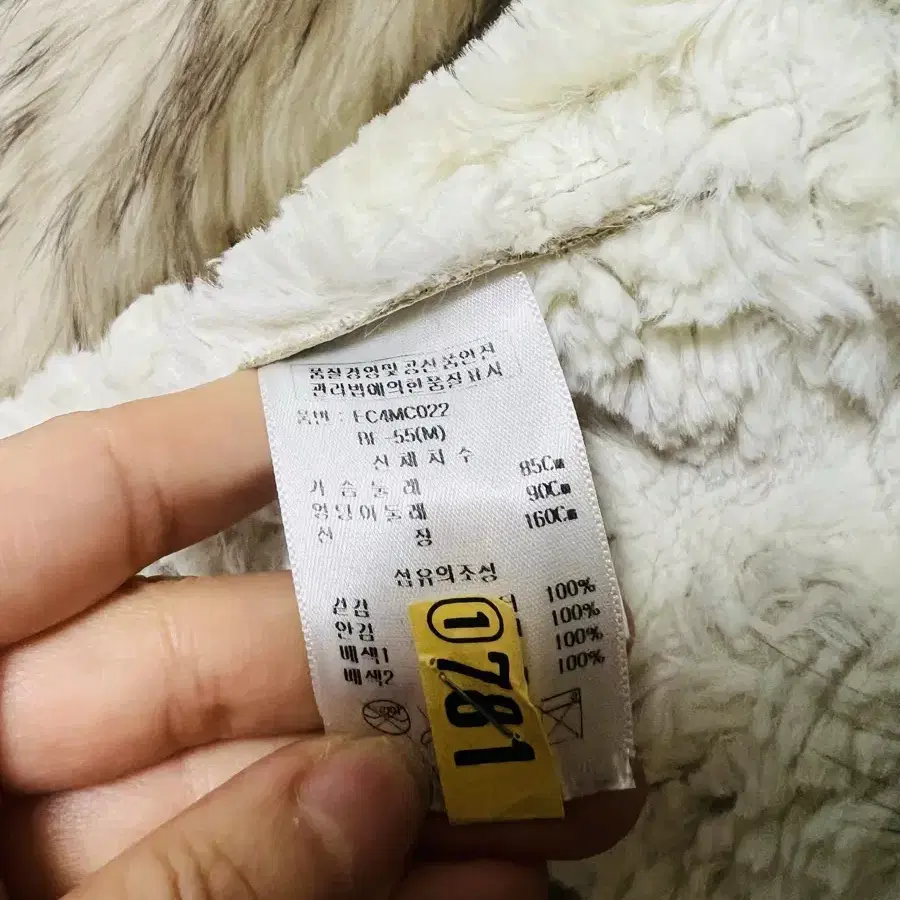 품질경영및공산품안전
관리법에의한품질표시
품번 : FC4MC022
BE-55(M)
신체치수
가슴둘레 85Cm
엉덩이둘레 90Cm
신 장 160Cm
섬유의조성
겉감 100%
안감 100%
배색1 100%
배색2 100%
1 781